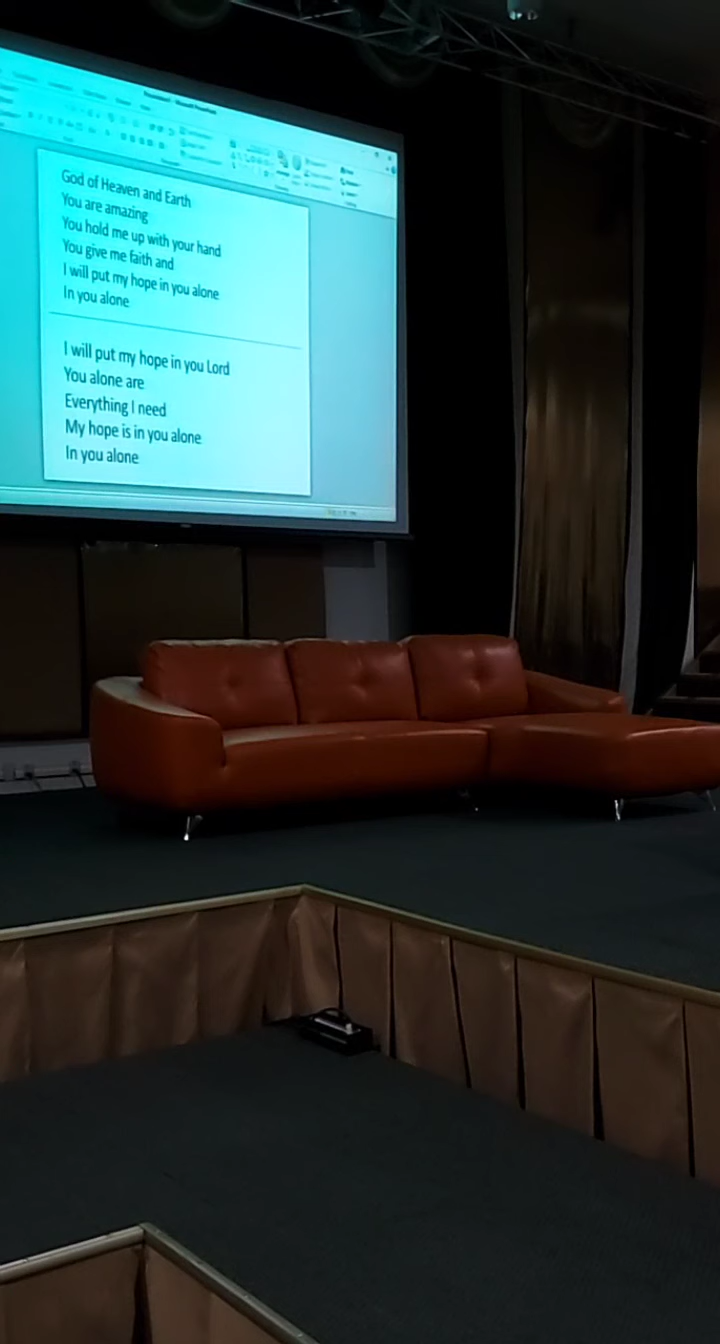 God of Heaven and Earth
You are amazing
You hold me up with your hand
You give me faith and
I will put my hope in you alone
In you alone
I will put my hope in you Lord
You alone are
Everything I need
My hope is in you alone
In you alone